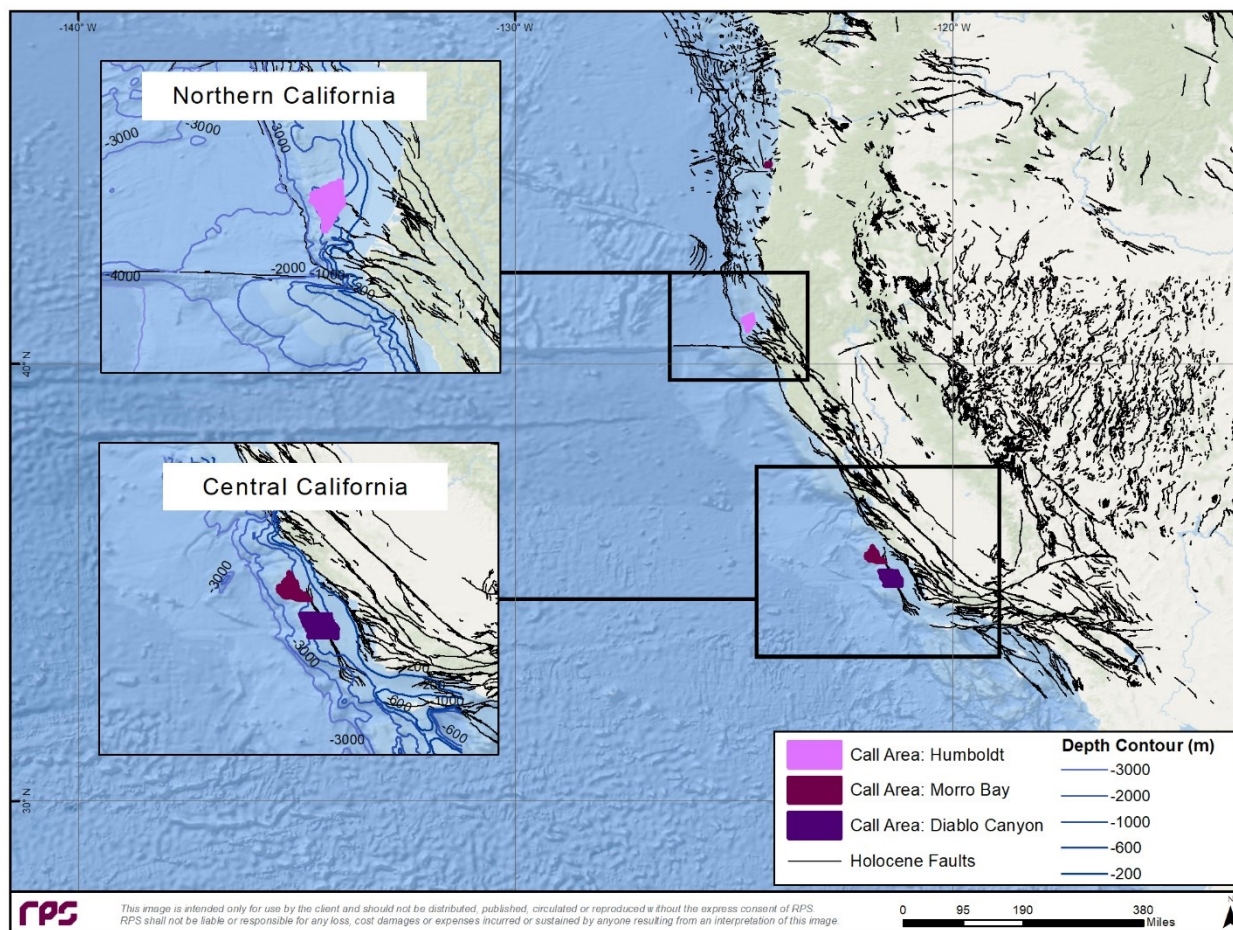 -140° W
-130° W
-120° W
40° N
30° N
Northern California
-3000
-3000
-3000
-4000
-2000
-1000
Central California
-3000
-3000
-200
-600
-1000
-600
-3000
Call Area: Humboldt
Call Area: Morro Bay
Call Area: Diablo Canyon
Holocene Faults
Depth Contour (m)
-3000
-2000
-1000
-600
-200
rps
This image is intended only for use by the client and should not be distributed, published, circulated or reproduced without the express consent of RPS.
RPS shall not be liable or responsible for any loss, cost damages or expenses incurred or sustained by anyone resulting from an interpretation of this image.
0 95 190 380
Miles
N